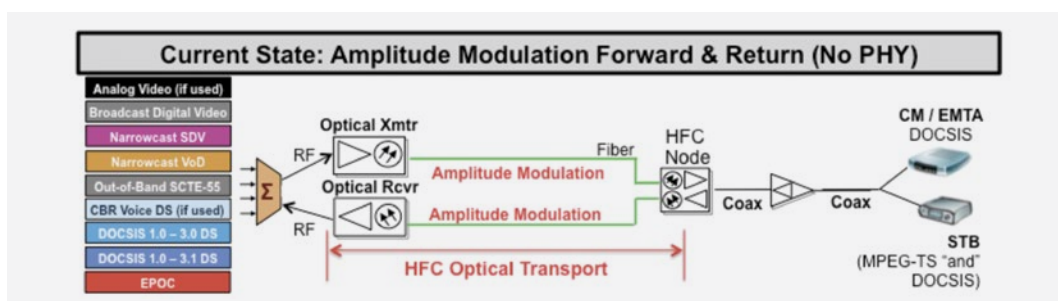 Current State: Amplitude Modulation Forward & Return (No PHY)
Analog Video (if used)
Broadcast Digital Video
Narrowcast SDV
Narrowcast VoD
Out-of-Band SCTE-55
CBR Voice DS (if used)
DOCSIS 1.0 – 3.0 DS
DOCSIS 1.0 – 3.1 DS
EPOC
Σ
RF
RF
Optical Xmtr
Optical Rcvr
Amplitude Modulation
Amplitude Modulation
Fiber
HFC Optical Transport
HFC
Node
Coax
Coax
CM / EMTA
DOCSIS
STB
(MPEG-TS “and”
DOCSIS)